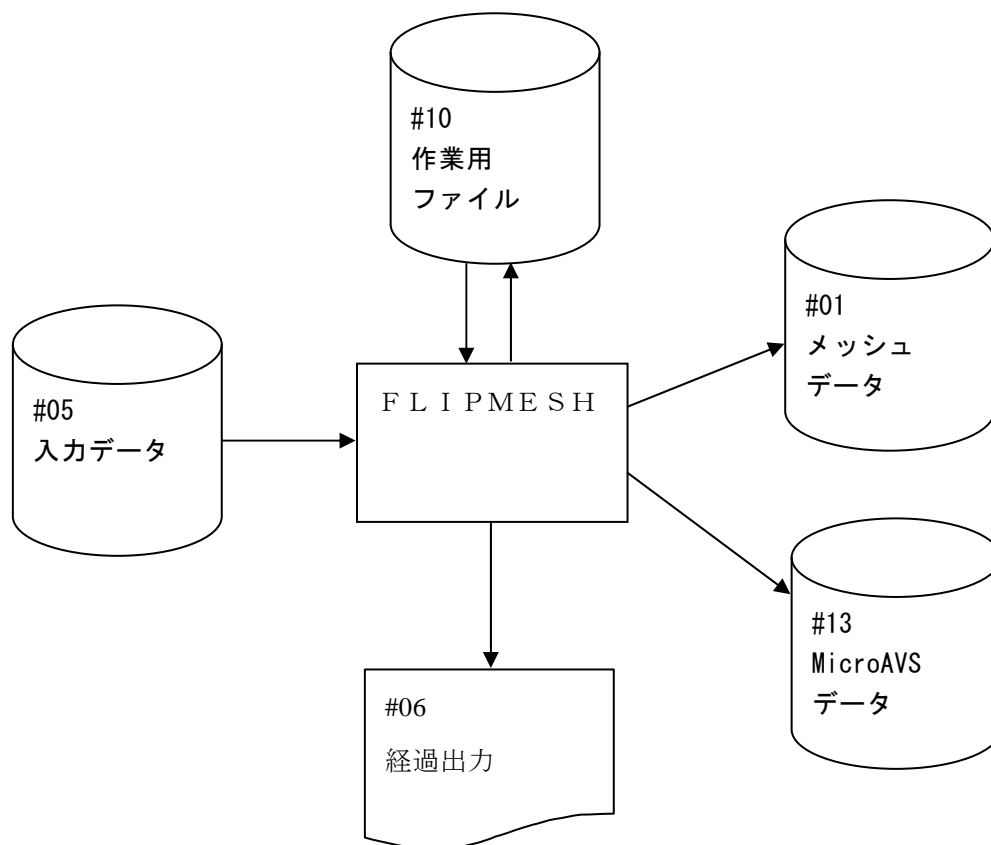 #10
作業用
ファイル
#01
メッシュ
データ
#05
入力データ
ＦＬＩＰＭＥＳＨ
#13
MicroAVS
データ
#06
経過出力